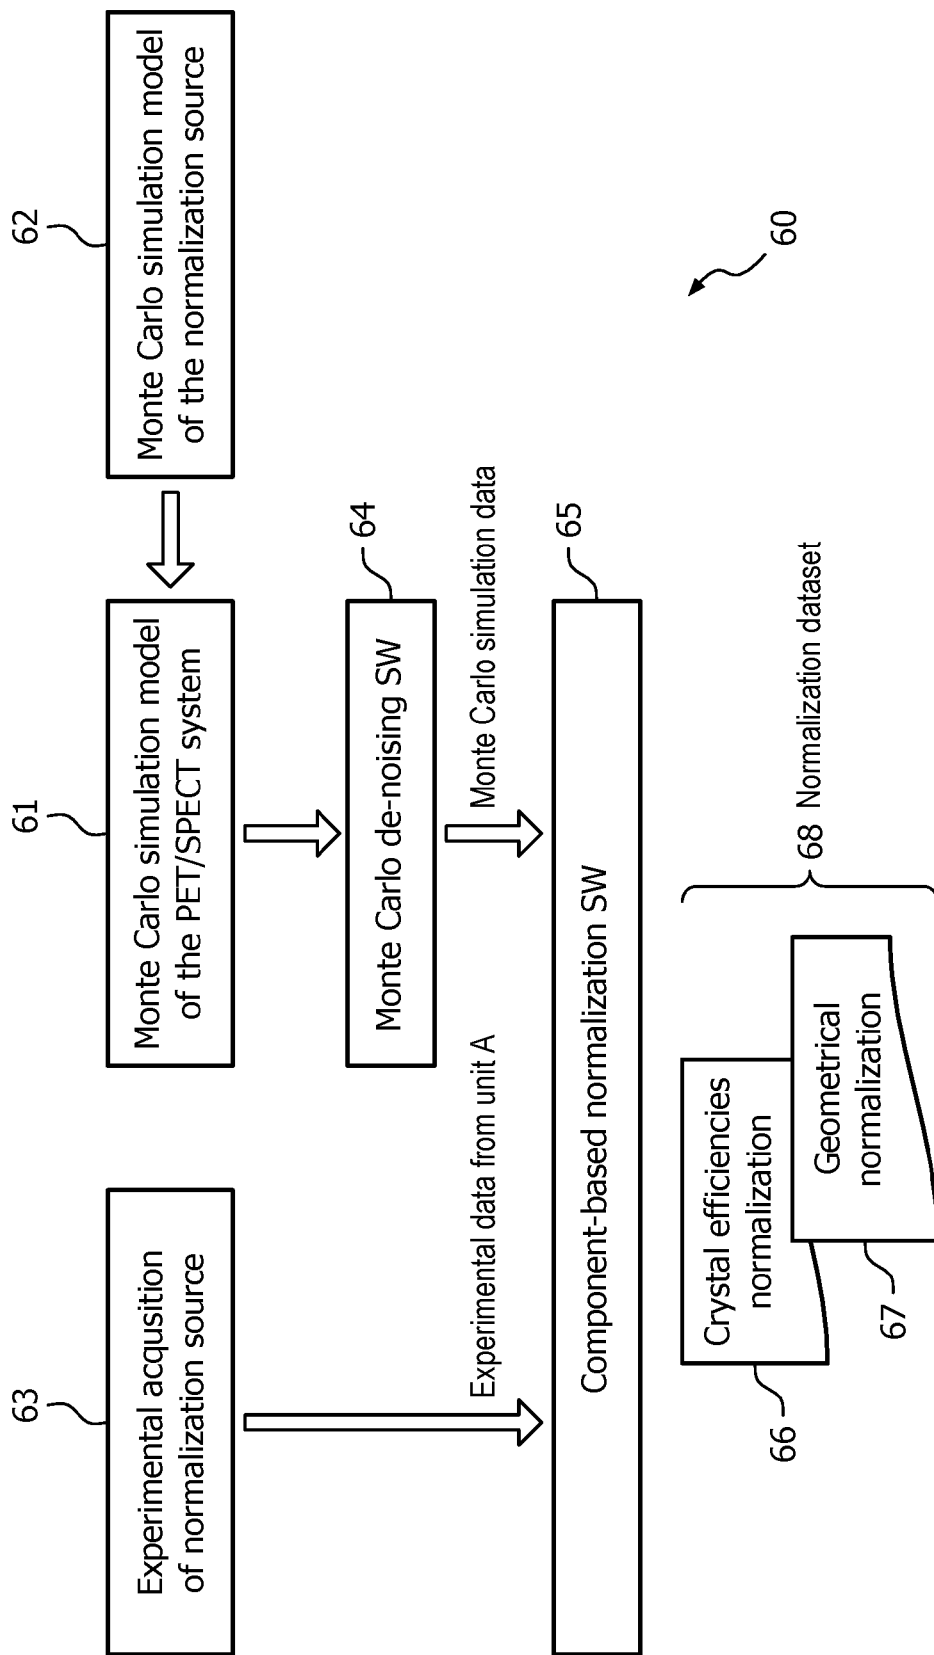 63
Experimental acqusition
of normalization source
61
Monte Carlo simulation model
of the PET/SPECT system
62
Monte Carlo simulation model
of the normalization source
64
Monte Carlo de-noising SW
Experimental data from unit A
Monte Carlo simulation data
65
Component-based normalization SW
66
Crystal efficiencies
normalization
67
Geometrical
normalization
68 Normalization dataset
60